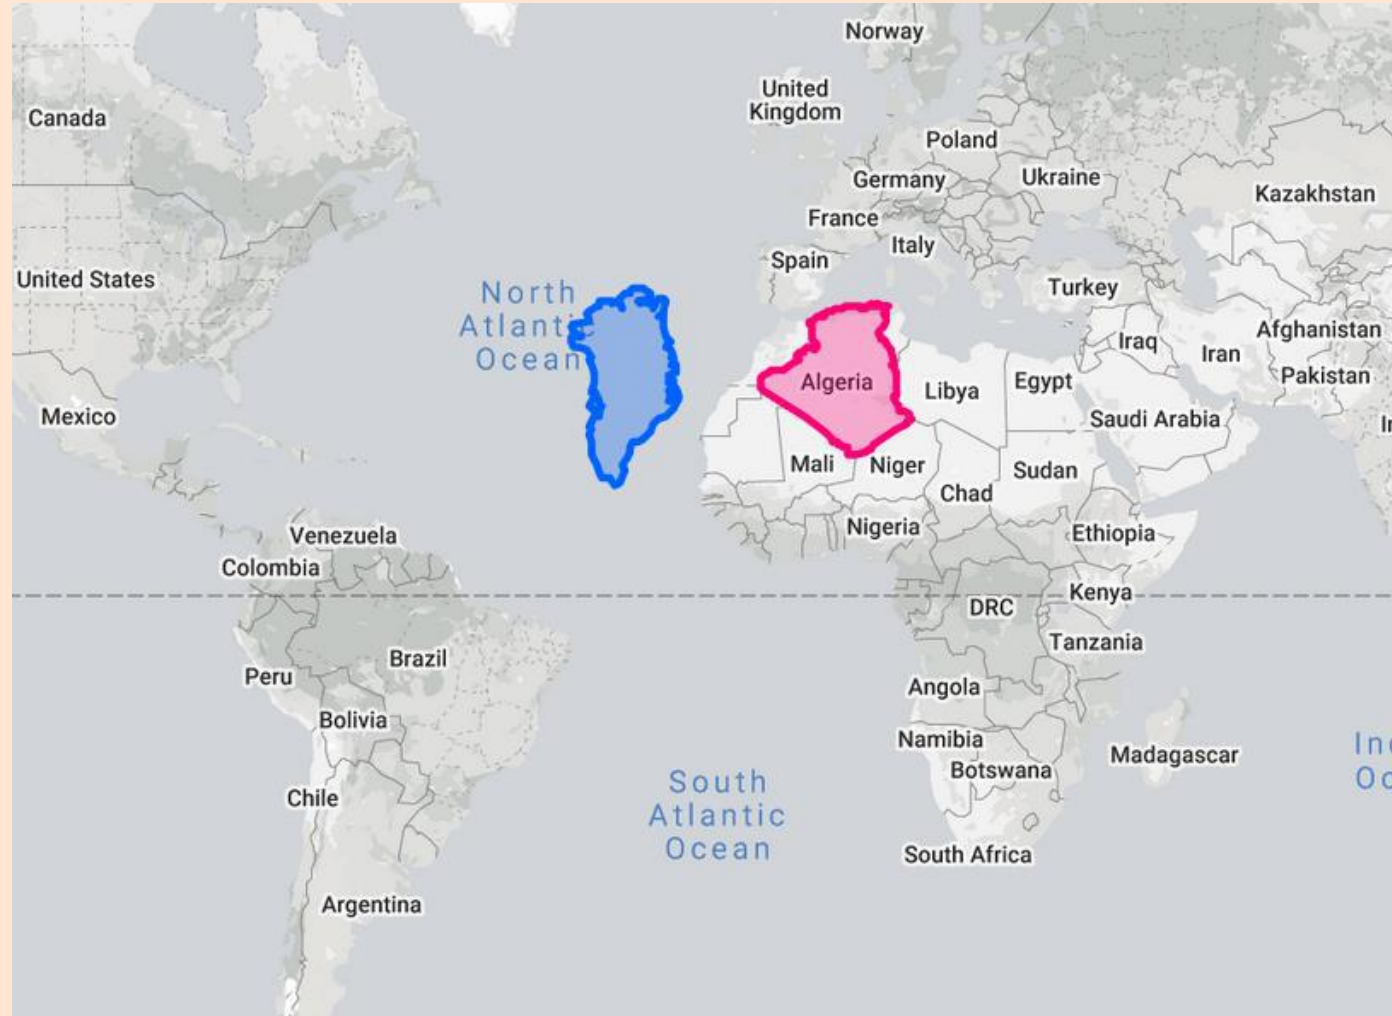 Norway
United
Kingdom
Canada
Poland
Germany
Ukraine
Kazakhstan
France
Italy
Spain
United States
Turkey
North
Atlantic
Ocean
Iraq
Iran
Afghanistan
Pakistan
Algeria
Libya
Egypt
Saudi Arabia
Mexico
Mali
Niger
Chad
Sudan
Nigeria
Ethiopia
Venezuela
Colombia
Kenya
DRC
Tanzania
Brazil
Peru
Angola
Bolivia
Namibia
Botswana
Madagascar
Chile
South
Atlantic
Ocean
South Africa
Argentina